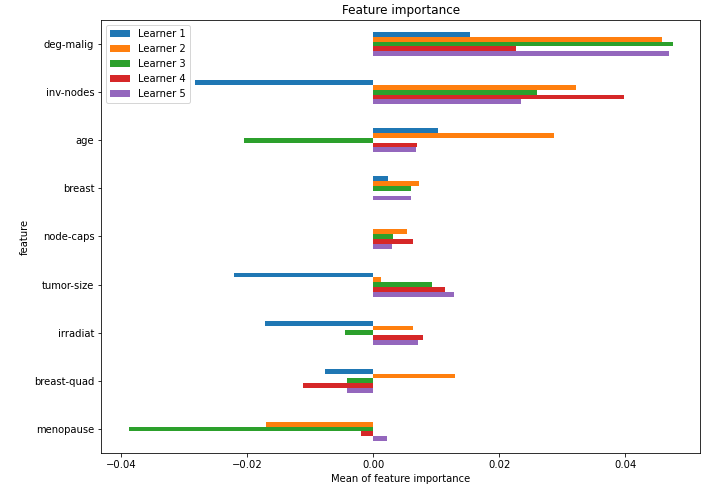 Feature importance
Learner 1
Learner 2
Learner 3
Learner 4
Learner 5
deg-malig
inv-nodes
age
breast
node-caps
tumor-size
irradiat
breast-quad
menopause
feature
−0.04 −0.02 0.00 0.02 0.04
Mean of feature importance